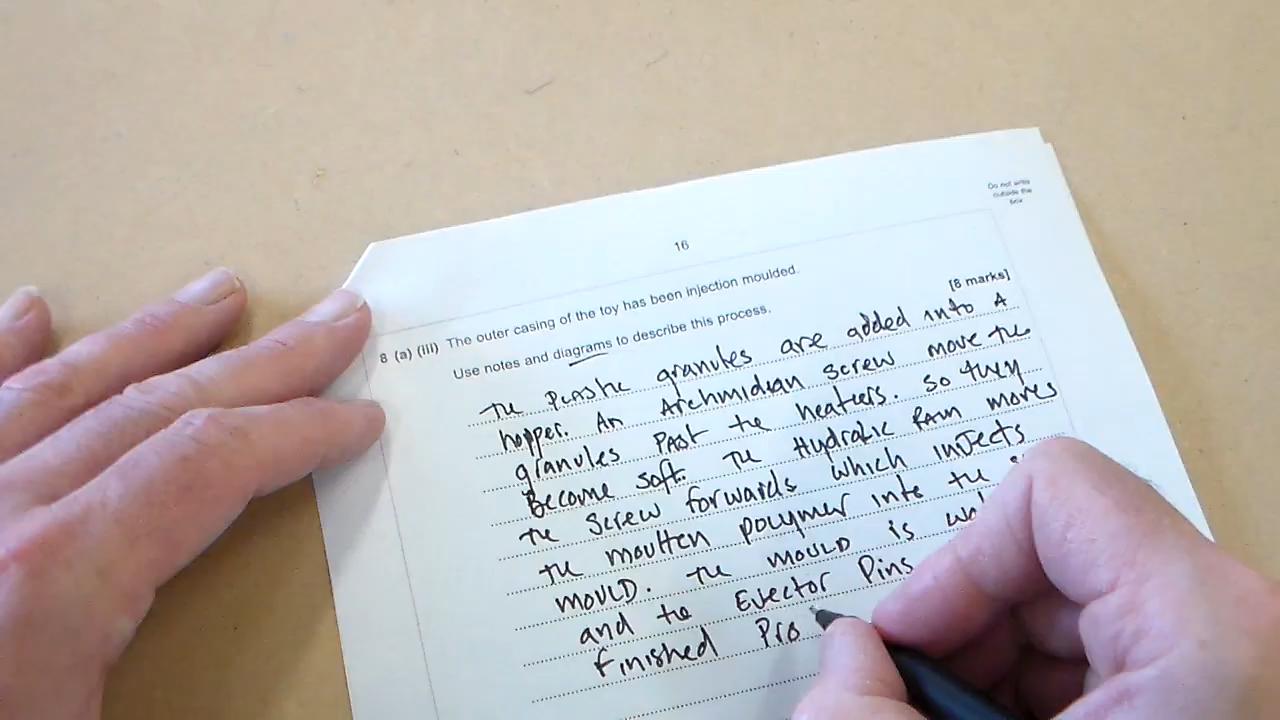 Do not write
outside the
box
16
8 (a) (iii) The outer casing of the toy has been injection moulded.
Use notes and diagrams to describe this process.
[8 marks]
The plastic granules are added into A
hopper. An Archmidian screw move the
granules past the heaters. so they
Become soft. The Hydralic RAM moves
the screw forwards which injects
the moulten polymer into the
mould. The mould is
and the Ejector Pins
finished Pro